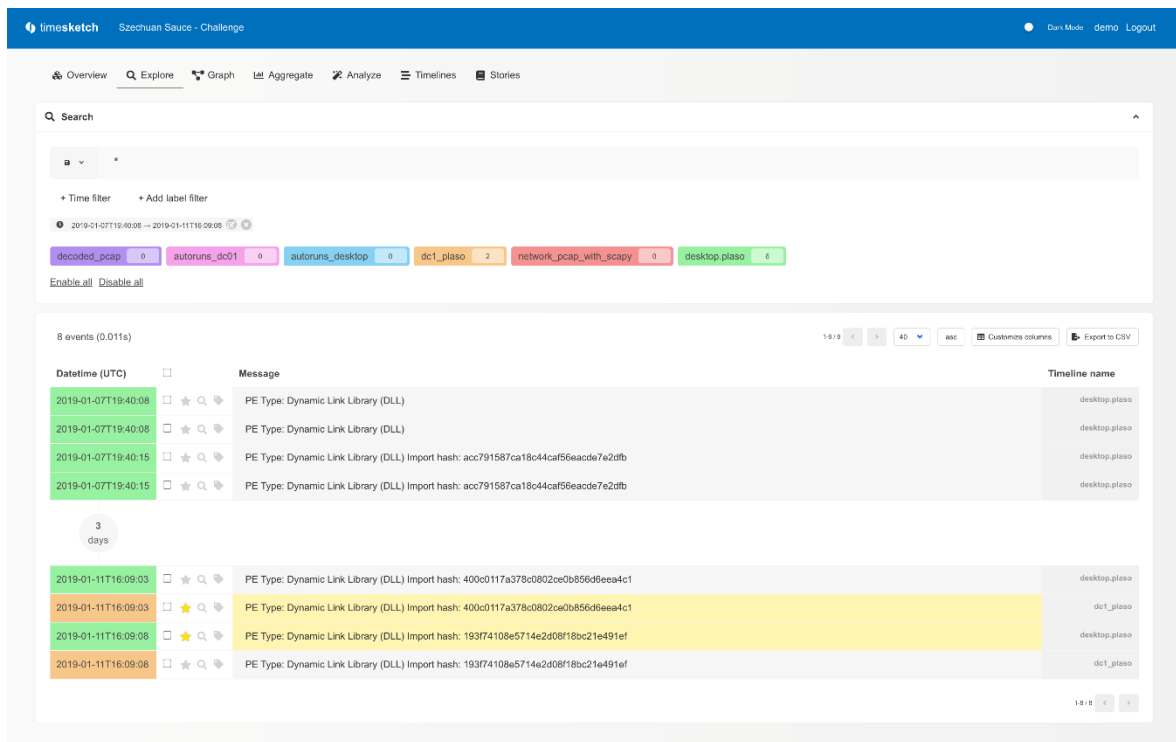 timesketch Szechuan Sauce - Challenge Dark Mode demo Logout
Overview Explore Graph Aggregate Analyze Timelines Stories
Search
*
+ Time filter + Add label filter
2019-01-07T19:40:08 → 2019-01-11T16:09:08
decoded_pcap 0 autoruns_dc01 0 autoruns_desktop 0 dc1_plaso 2 network_pcap_with_scapy 0 desktop.plaso 6
Enable all Disable all
8 events (0.011s) 1-8 / 8 40 asc Customize columns Export to CSV
Datetime (UTC) Message Timeline name
2019-01-07T19:40:08 PE Type: Dynamic Link Library (DLL) desktop.plaso
2019-01-07T19:40:08 PE Type: Dynamic Link Library (DLL) desktop.plaso
2019-01-07T19:40:15 PE Type: Dynamic Link Library (DLL) Import hash: acc791587ca18c44caf56eacde7e2dfb desktop.plaso
2019-01-07T19:40:15 PE Type: Dynamic Link Library (DLL) Import hash: acc791587ca18c44caf56eacde7e2dfb desktop.plaso
3
days
2019-01-11T16:09:03 PE Type: Dynamic Link Library (DLL) Import hash: 400c0117a378c0802ce0b856d6eea4c1 desktop.plaso
2019-01-11T16:09:03 PE Type: Dynamic Link Library (DLL) Import hash: 400c0117a378c0802ce0b856d6eea4c1 dc1_plaso
2019-01-11T16:09:08 PE Type: Dynamic Link Library (DLL) Import hash: 193f74108e5714e2d08f18bc21e491ef desktop.plaso
2019-01-11T16:09:08 PE Type: Dynamic Link Library (DLL) Import hash: 193f74108e5714e2d08f18bc21e491ef dc1_plaso
1-8 / 8